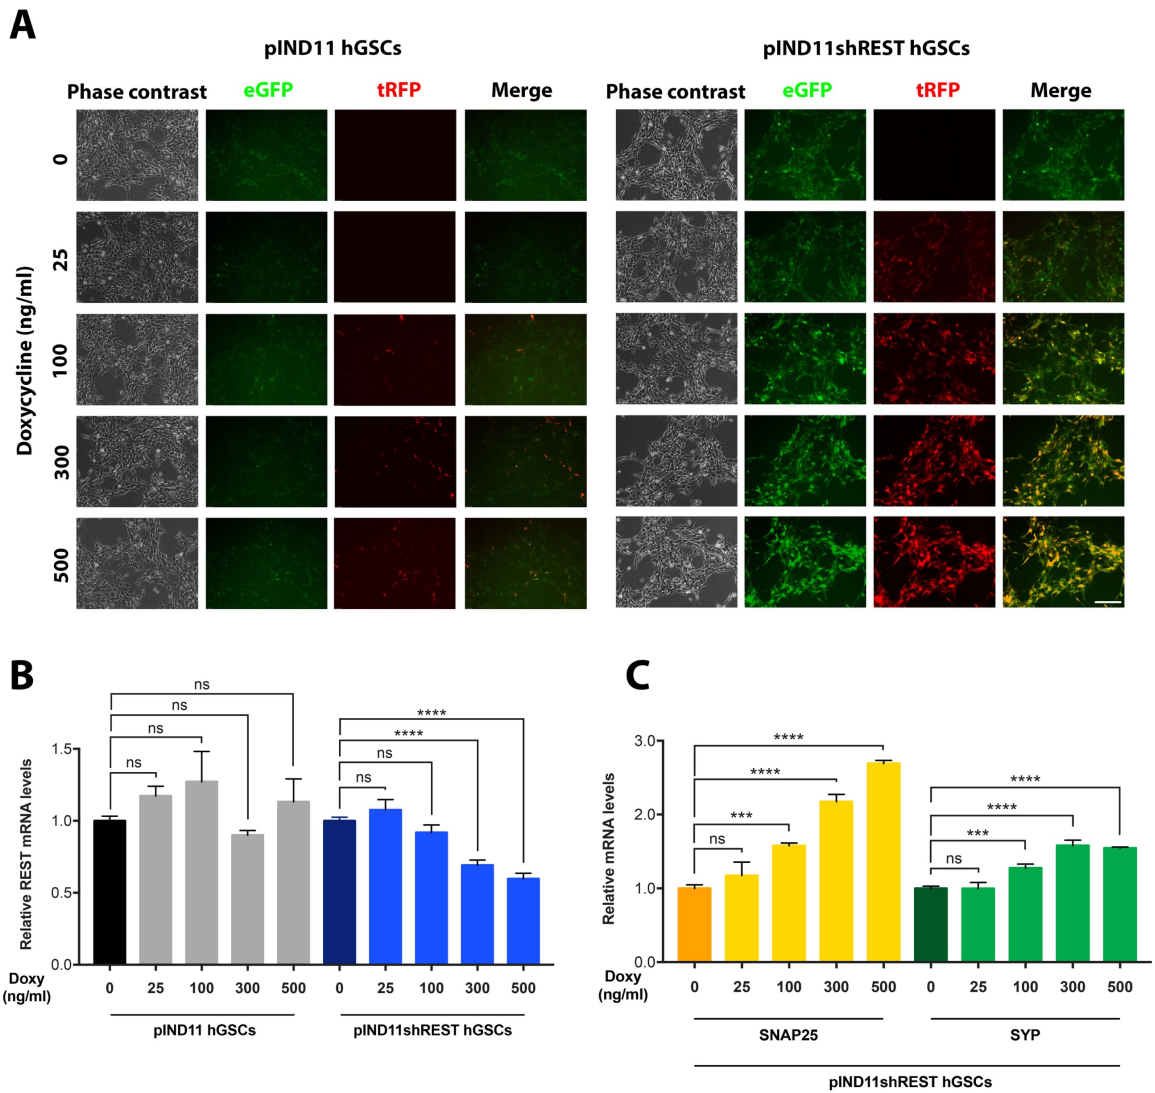 A
pIND11 hGSCs
pIND11shREST hGSCs
Phase contrast eGFP tRFP Merge
Phase contrast eGFP tRFP Merge
Doxycycline (ng/ml)
0
25
100
300
500
B
ns
ns
ns
ns
****
****
ns
ns
Relative REST mRNA levels
1.5
1.0
0.5
0.0
Doxy
(ng/ml)
0 25 100 300 500 0 25 100 300 500
pIND11 hGSCs
pIND11shREST hGSCs
C
****
****
***
ns
****
****
***
ns
Relative mRNA levels
3.0
2.0
1.0
0.0
Doxy
(ng/ml)
0 25 100 300 500 0 25 100 300 500
SNAP25
SYP
pIND11shREST hGSCs